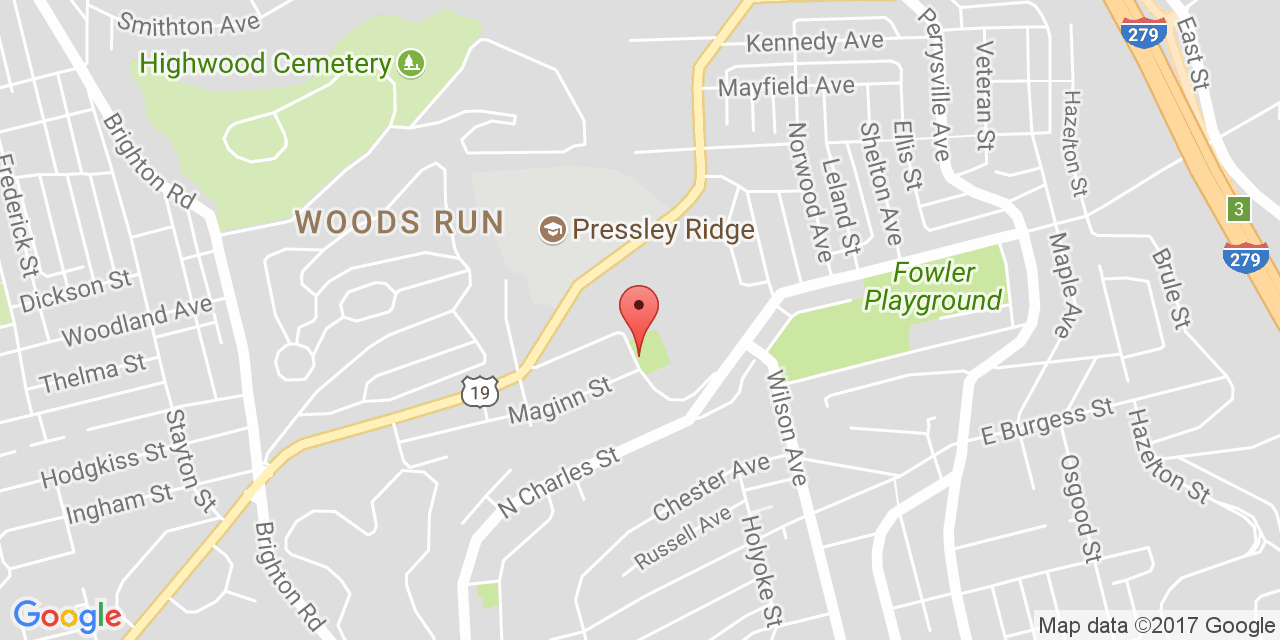 Smithton Ave
Highwood Cemetery
Brighton Rd
Frederick St
WOODS RUN
Pressley Ridge
Dickson St
Woodland Ave
Thelma St
Stayton St
Hodgkiss St
Ingham St
Brighton Rd
19
Maginn St
N Charles St
Chester Ave
Russell Ave
Holyoke St
Wilson Ave
Kennedy Ave
Mayfield Ave
Perrysville Ave
Veteran St
Hazelton St
Norwood Ave
Leland St
Shelton Ave
Ellis St
Fowler
Playground
Maple Ave
Brule St
E Burgess St
Hazelton St
Osgood St
279
East St
3
279
Google
Map data ©2017 Google